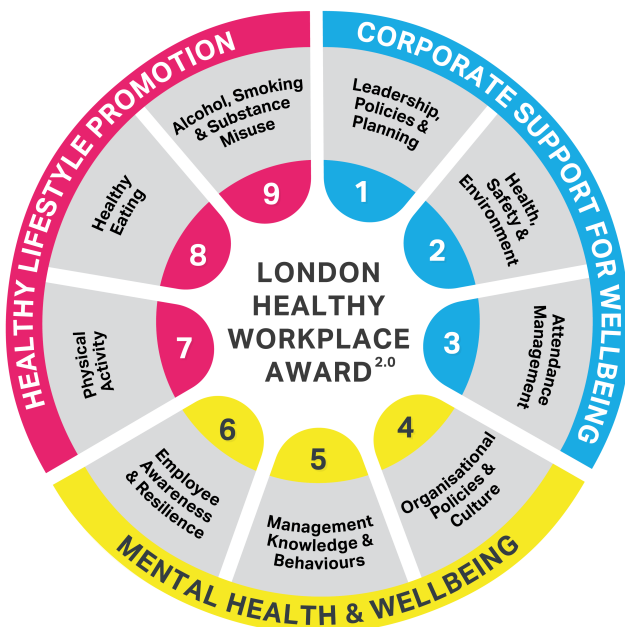 LONDON
HEALTHY
WORKPLACE
AWARD 2.0
CORPORATE SUPPORT FOR WELLBEING
1
Leadership,
Policies &
Planning
2
Health,
Safety &
Environment
3
Attendance
Management
MENTAL HEALTH & WELLBEING
4
Organisational
Policies &
Culture
5
Management
Knowledge &
Behaviours
6
Employee
Awareness
& Resilience
HEALTHY LIFESTYLE PROMOTION
7
Physical
Activity
8
Healthy
Eating
9
Alcohol, Smoking
& Substance
Misuse